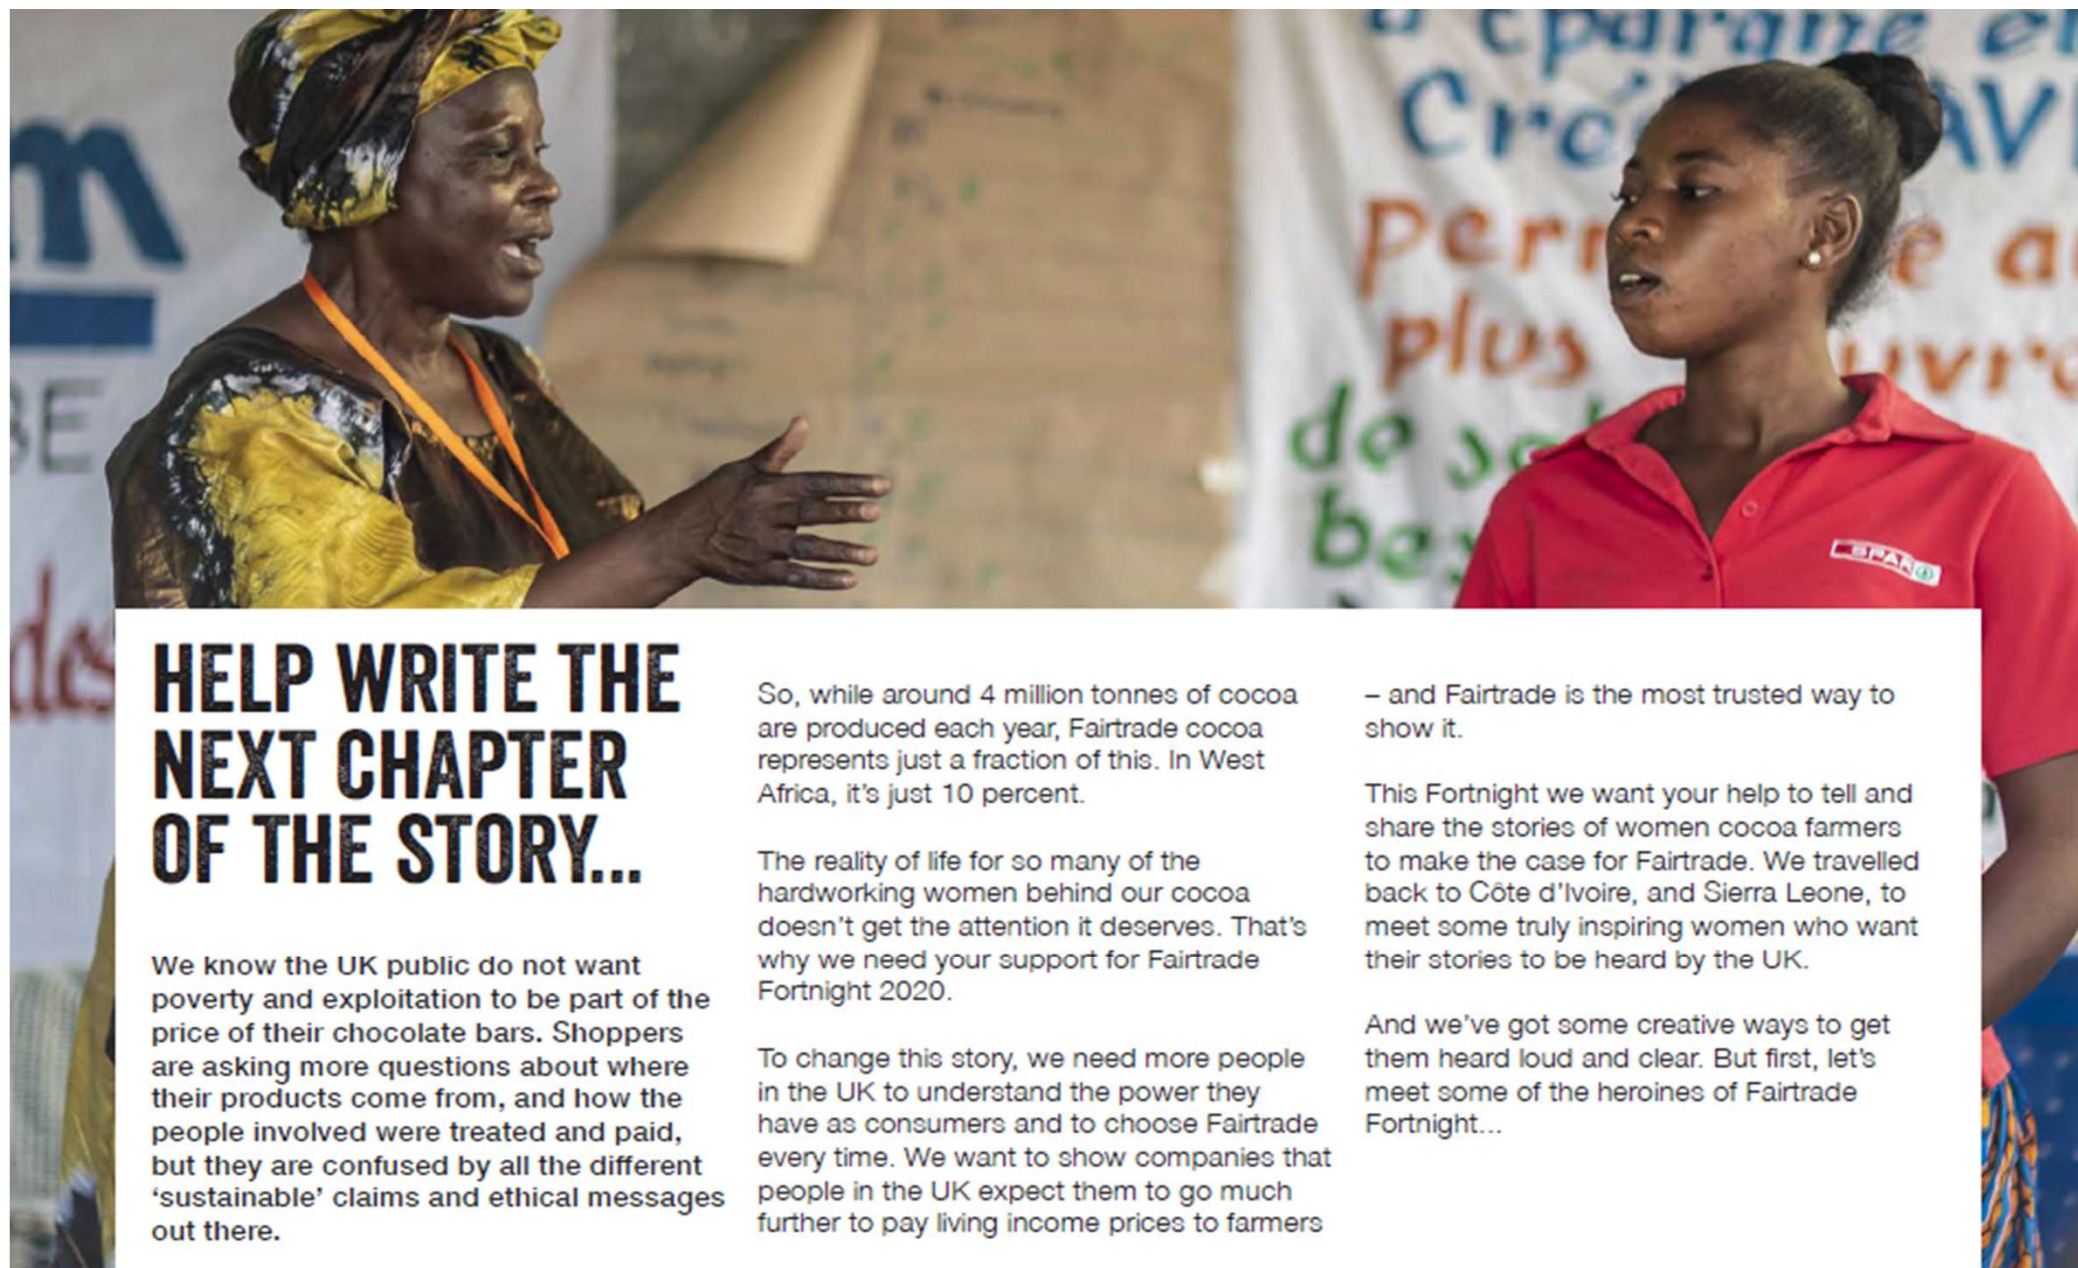 d'épargne et
Cré AVE
per e a
plus uvr
de so
be
m
BE
des
SPAR
HELP WRITE THE
NEXT CHAPTER
OF THE STORY...
We know the UK public do not want
poverty and exploitation to be part of the
price of their chocolate bars. Shoppers
are asking more questions about where
their products come from, and how the
people involved were treated and paid,
but they are confused by all the different
‘sustainable’ claims and ethical messages
out there.
So, while around 4 million tonnes of cocoa
are produced each year, Fairtrade cocoa
represents just a fraction of this. In West
Africa, it’s just 10 percent.
The reality of life for so many of the
hardworking women behind our cocoa
doesn’t get the attention it deserves. That’s
why we need your support for Fairtrade
Fortnight 2020.
To change this story, we need more people
in the UK to understand the power they
have as consumers and to choose Fairtrade
every time. We want to show companies that
people in the UK expect them to go much
further to pay living income prices to farmers
– and Fairtrade is the most trusted way to
show it.
This Fortnight we want your help to tell and
share the stories of women cocoa farmers
to make the case for Fairtrade. We travelled
back to Côte d’Ivoire, and Sierra Leone, to
meet some truly inspiring women who want
their stories to be heard by the UK.
And we’ve got some creative ways to get
them heard loud and clear. But first, let’s
meet some of the heroines of Fairtrade
Fortnight...